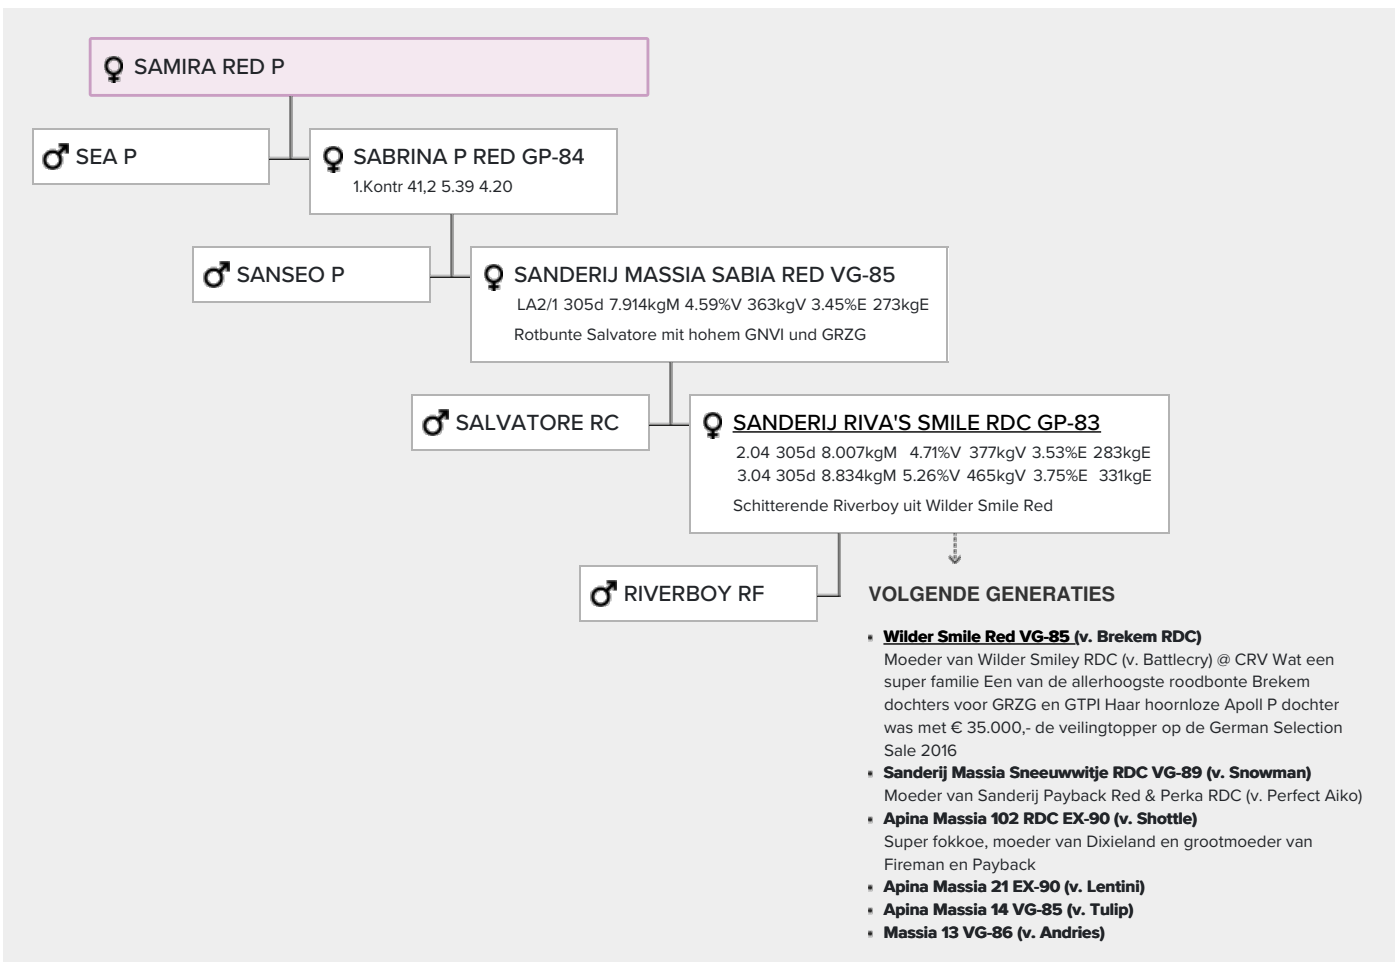 SAMIRA RED P
SEA P
SABRINA P RED GP-84
1.Kontr 41,2 5.39 4.20
SANSEO P
SANDERIJ MASSIA SABIA RED VG-85
LA2/1 305d 7.914kgM 4.59%V 363kgV 3.45%E 273kgE
Rotbunte Salvatore mit hohem GNVI und GRZG
SALVATORE RC
SANDERIJ RIVA'S SMILE RDC GP-83
2.04 305d 8.007kgM 4.71%V 377kgV 3.53%E 283kgE
3.04 305d 8.834kgM 5.26%V 465kgV 3.75%E 331kgE
Schitterende Riverboy uit Wilder Smile Red
RIVERBOY RF
VOLGENDE GENERATIES
Wilder Smile Red VG-85 (v. Brekem RDC)
Moeder van Wilder Smiley RDC (v. Battlecry) @ CRV Wat een
super familie Een van de allerhoogste roodbonte Brekem
dochters voor GRZG en GTPI Haar hoornloze Apoll P dochter
was met € 35.000,- de veilingtopper op de German Selection
Sale 2016
Sanderij Massia Sneeuwwitje RDC VG-89 (v. Snowman)
Moeder van Sanderij Payback Red & Perka RDC (v. Perfect Aiko)
Apina Massia 102 RDC EX-90 (v. Shottle)
Super fokkoe, moeder van Dixieland en grootmoeder van
Fireman en Payback
Apina Massia 21 EX-90 (v. Lentini)
Apina Massia 14 VG-85 (v. Tulip)
Massia 13 VG-86 (v. Andries)